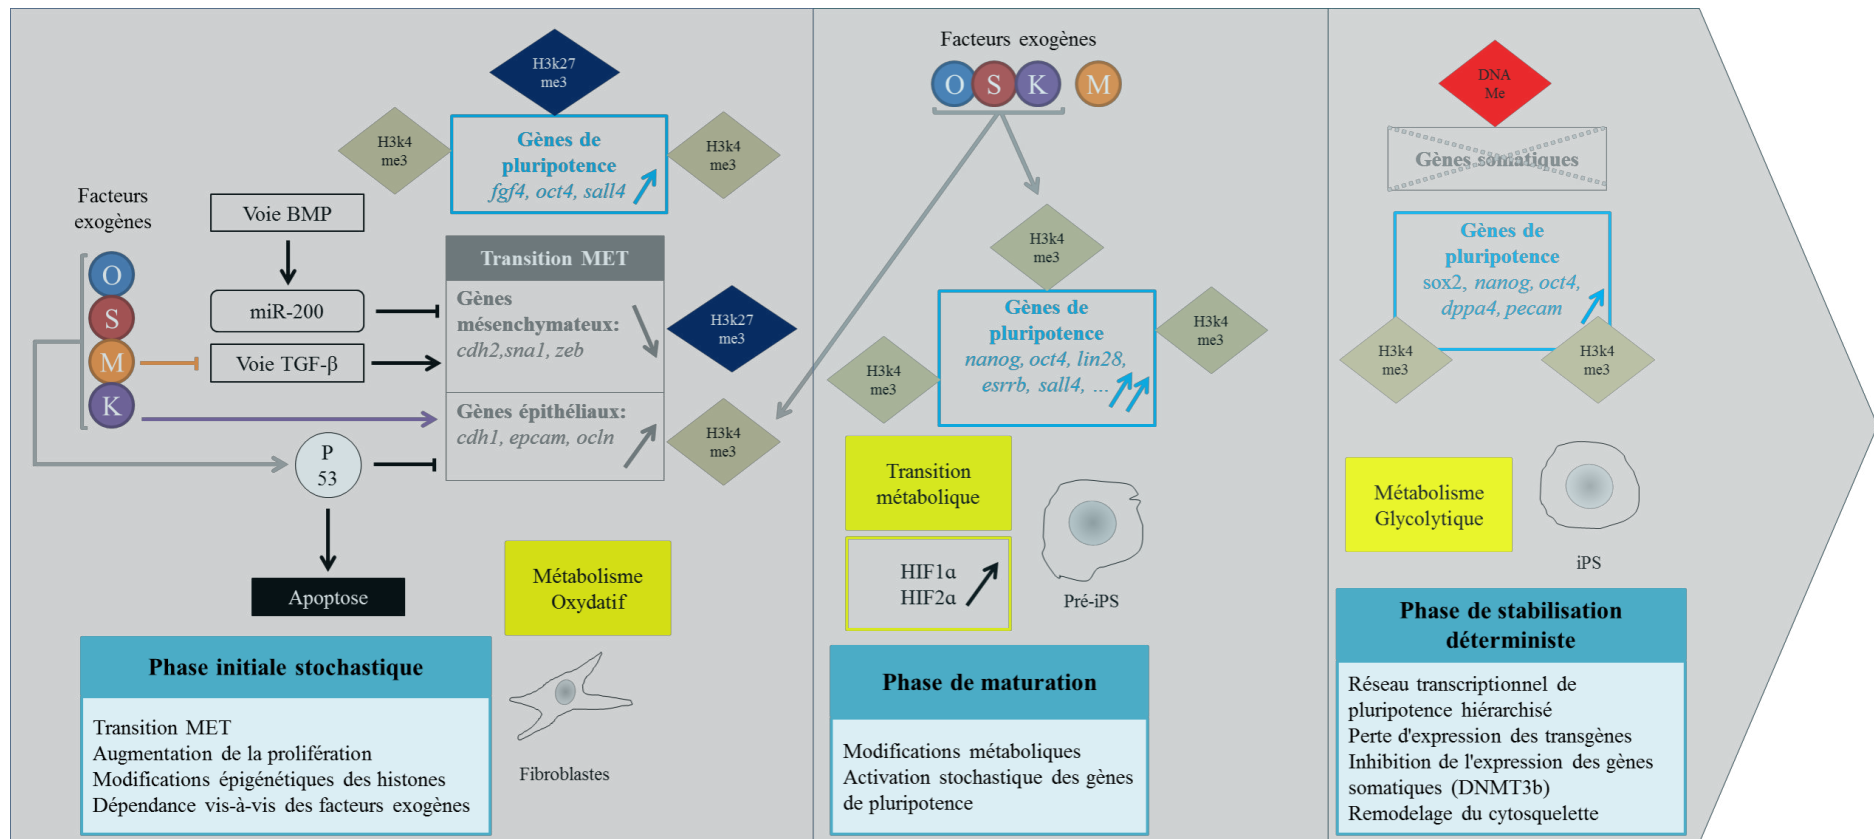 H3k27
me3
H3k4
me3
Gènes de
pluripotence
fgf4, oct4, sall4
H3k4
me3
Facteurs
exogènes
O
S
M
K
Voie BMP
miR-200
Voie TGF-β
P
53
Apoptose
Transition MET
Gènes
mésenchymateux:
cdh2,sna1, zeb
H3k27
me3
Gènes épithéliaux:
cdh1, epcam, ocln
H3k4
me3
Métabolisme
Oxydatif
Fibroblastes
Phase initiale stochastique
Transition MET
Augmentation de la prolifération
Modifications épigénétiques des histones
Dépendance vis-à-vis des facteurs exogènes
Facteurs exogènes
O S K M
H3k4
me3
Gènes de
pluripotence
nanog, oct4, lin28,
esrrb, sall4, ...
H3k4
me3
H3k4
me3
Transition
métabolique
HIF1α
HIF2α
Pré-iPS
Phase de maturation
Modifications métaboliques
Activation stochastique des gènes
de pluripotence
DNA
Me
Gènes somatiques
Gènes de
pluripotence
sox2, nanog, oct4,
dppa4, pecam
H3k4
me3
H3k4
me3
Métabolisme
Glycolytique
iPS
Phase de stabilisation
déterministe
Réseau transcriptionnel de
pluripotence hiérarchisé
Perte d'expression des transgènes
Inhibition de l'expression des gènes
somatiques (DNMT3b)
Remodelage du cytosquelette